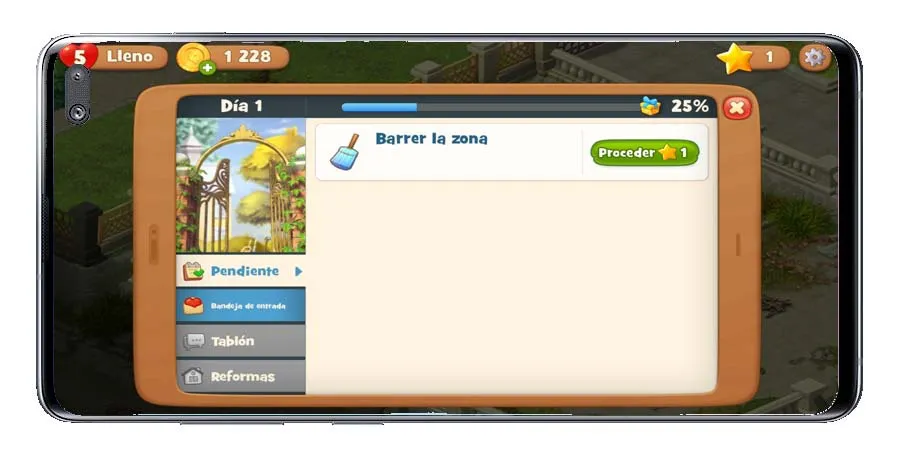 5 Lleno
1 228
1
Día 1
25%
Barrer la zona
Proceder 1
Pendiente
Bandeja de entrada
Tablón
Reformas